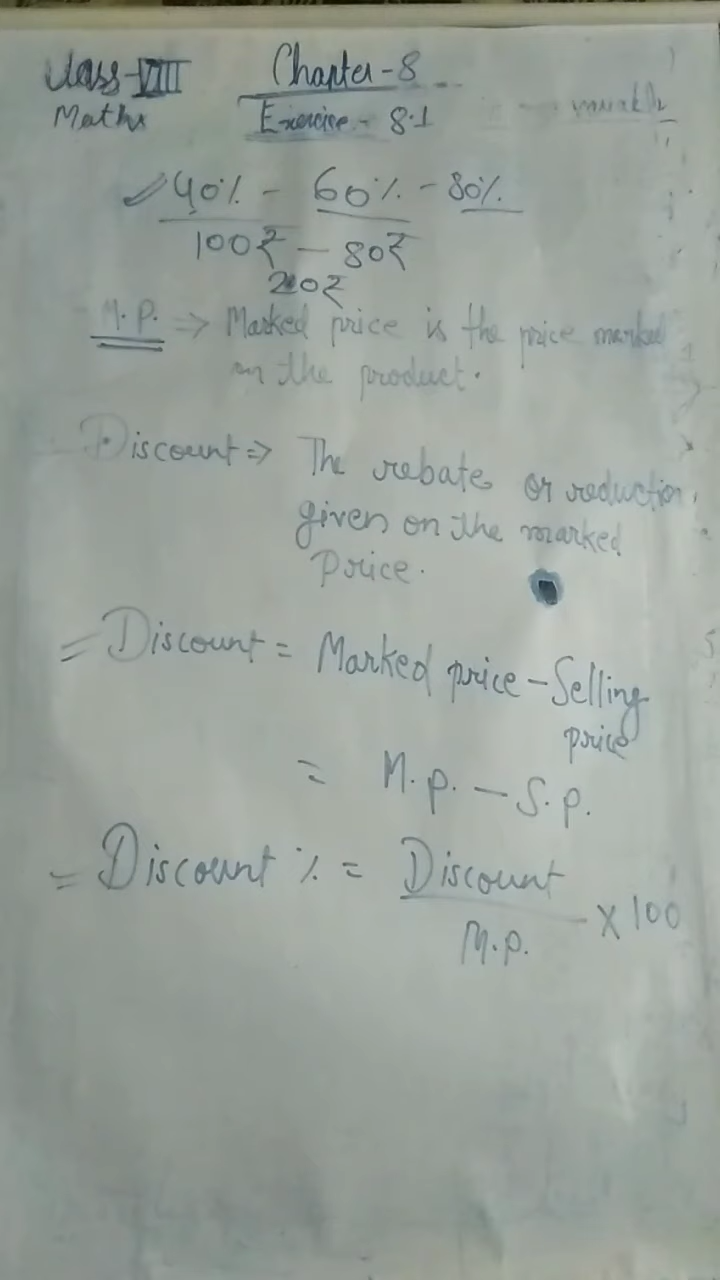 Class-VIII Chapter-8
Maths Exercise - 8.1
40% - 60% - 80%
100₹ - 80₹
20₹
M.P. ⇒ Marked price is the price marked
on the product.
Discount ⇒ The rebate or reduction
given on the marked
Price.
= Discount = Marked price - Selling
price
= M.p. - S.p.
= Discount % = Discount
M.P. × 100